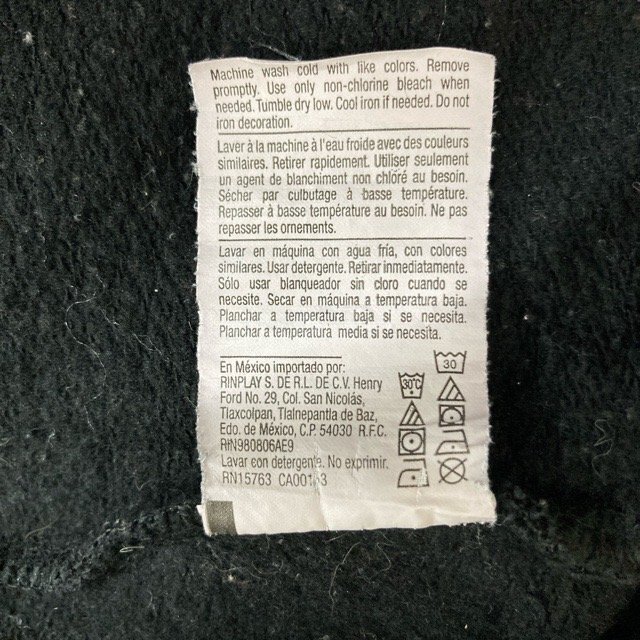 Machine wash cold with like colors. Remove
promptly. Use only non-chlorine bleach when
needed. Tumble dry low. Cool iron if needed. Do not
iron decoration.
Laver à la machine à l'eau froide avec des couleurs
similaires. Retirer rapidement. Utiliser seulement
un agent de blanchiment non chloré au besoin.
Sécher par culbutage à basse température.
Repasser à basse température au besoin. Ne pas
repasser les ornements.
Lavar en máquina con agua fría, con colores
similares. Usar detergente. Retirar inmediatamente.
Sólo usar blanqueador sin cloro cuando se
necesite. Secar en máquina a temperatura baja.
Planchar a temperatura baja si se necesita.
Planchar a temperatura media si se necesita.
En México importado por:
RINPLAY S. DE R.L. DE C.V. Henry
Ford No. 29, Col. San Nicolás,
Tlaxcolpan, Tlalnepantla de Baz,
Edo. de México, C.P. 54030 R.F.C.
RIN980806AE9
Lavar con detergente. No exprimir.
RN15763
30
30°C